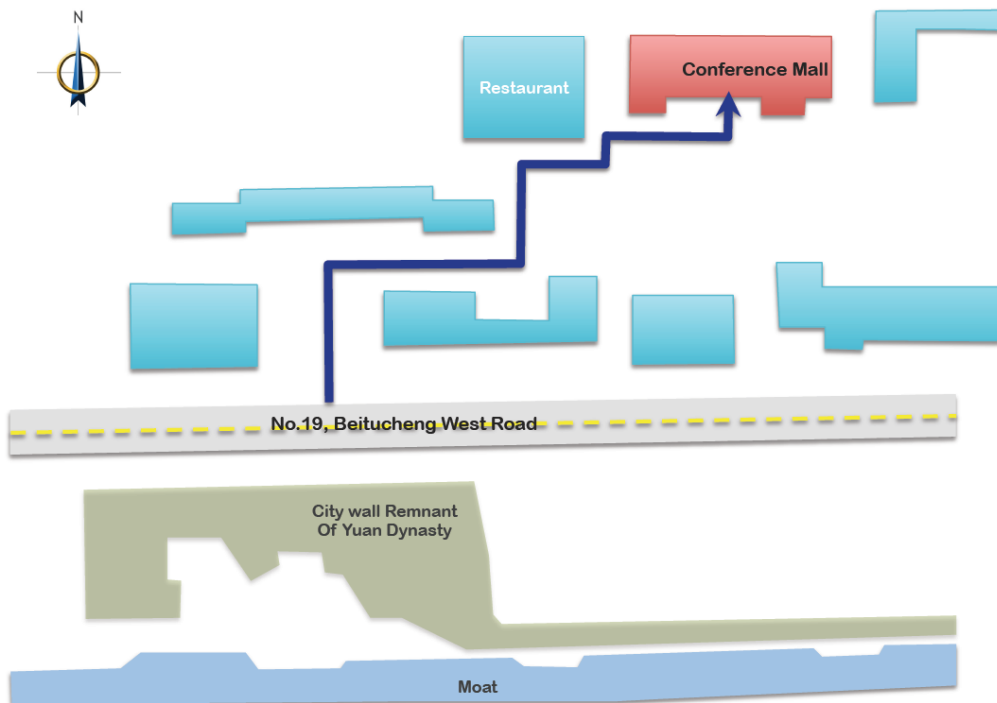 N
Restaurant
Conference Mall
No.19, Beitucheng West Road
City wall Remnant
Of Yuan Dynasty
Moat